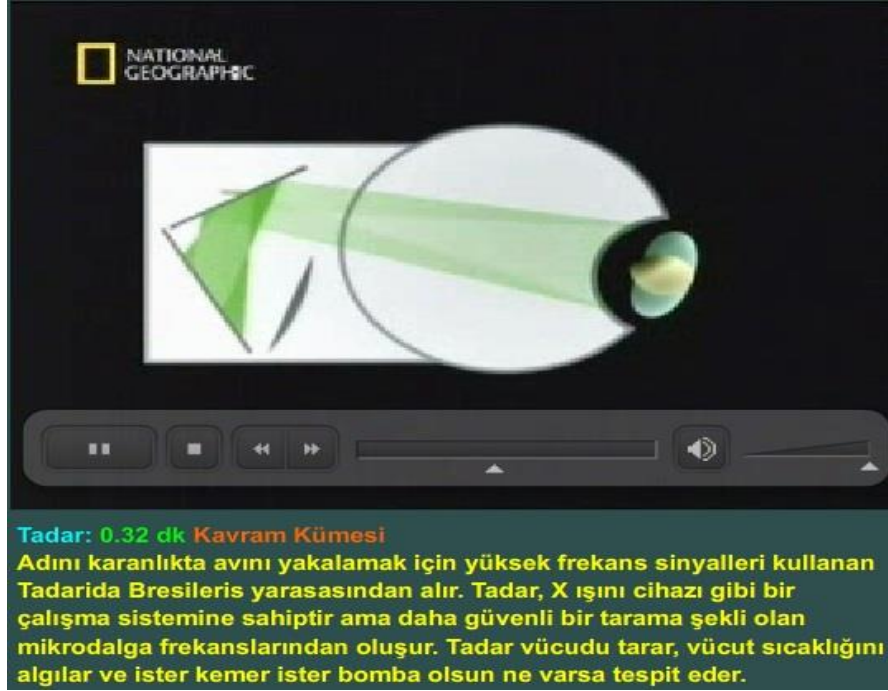 NATIONAL
GEOGRAPHIC
Tadar: 0.32 dk Kavram Kümesi
Adını karanlıkta avını yakalamak için yüksek frekans sinyalleri kullanan
Tadarida Bresileris yarasasından alır. Tadar, X ışını cihazı gibi bir
çalışma sistemine sahiptir ama daha güvenli bir tarama şekli olan
mikrodalga frekanslarından oluşur. Tadar vücudu tarar, vücut sıcaklığını
algılar ve ister kemer ister bomba olsun ne varsa tespit eder.